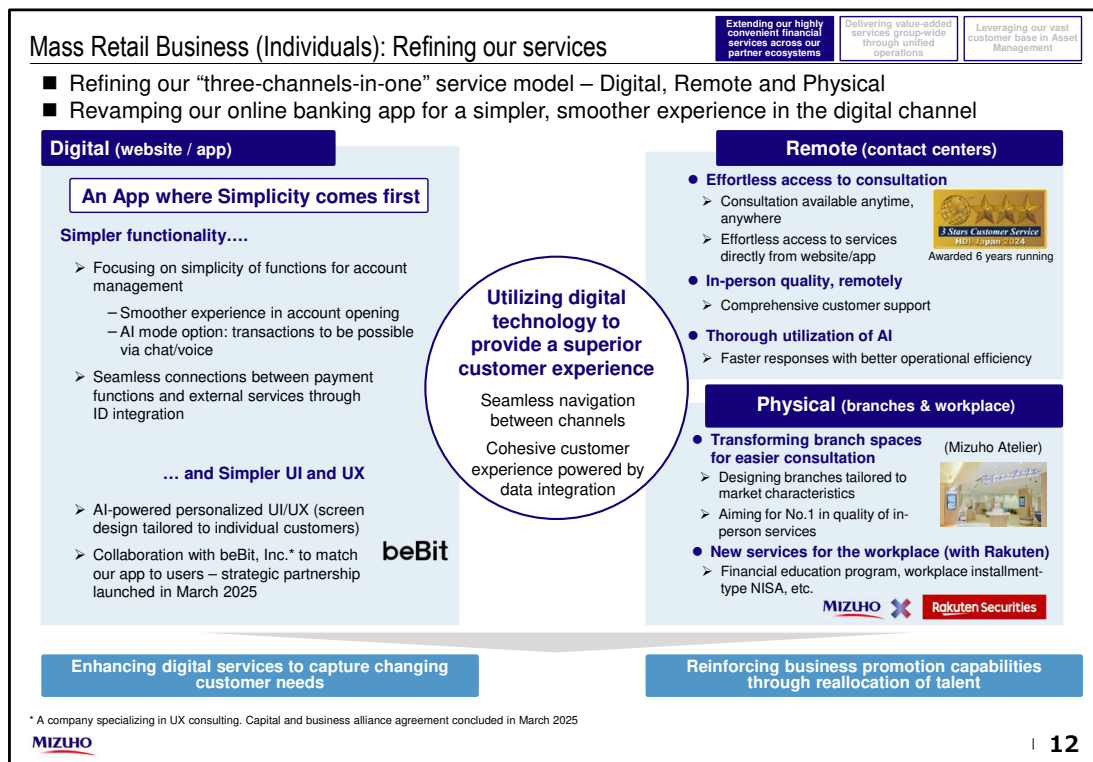 Mass Retail Business (Individuals): Refining our services
Extending our highly
convenient financial
services across our
partner ecosystems
Delivering value-added
services group-wide
through unified
operations
Leveraging our vast
customer base in Asset
Management
■ Refining our “three-channels-in-one” service model – Digital, Remote and Physical
■ Revamping our online banking app for a simpler, smoother experience in the digital channel
Digital (website / app)
An App where Simplicity comes first
Simpler functionality….
➢ Focusing on simplicity of functions for account
management
– Smoother experience in account opening
– AI mode option: transactions to be possible
via chat/voice
➢ Seamless connections between payment
functions and external services through
ID integration
… and Simpler UI and UX
➢ AI-powered personalized UI/UX (screen
design tailored to individual customers)
➢ Collaboration with beBit, Inc.* to match
our app to users – strategic partnership
launched in March 2025
beBit
Utilizing digital
technology to
provide a superior
customer experience
Seamless navigation
between channels
Cohesive customer
experience powered by
data integration
Remote (contact centers)
● Effortless access to consultation
➢ Consultation available anytime,
anywhere
➢ Effortless access to services
directly from website/app
3 Stars Customer Service
HDI-Japan 2024
Awarded 6 years running
● In-person quality, remotely
➢ Comprehensive customer support
● Thorough utilization of AI
➢ Faster responses with better operational efficiency
Physical (branches & workplace)
● Transforming branch spaces
for easier consultation
(Mizuho Atelier)
➢ Designing branches tailored to
market characteristics
➢ Aiming for No.1 in quality of in-
person services
● New services for the workplace (with Rakuten)
➢ Financial education program, workplace installment-
type NISA, etc.
MIZUHO X Rakuten Securities
Enhancing digital services to capture changing
customer needs
Reinforcing business promotion capabilities
through reallocation of talent
* A company specializing in UX consulting. Capital and business alliance agreement concluded in March 2025
MIZUHO
| 12